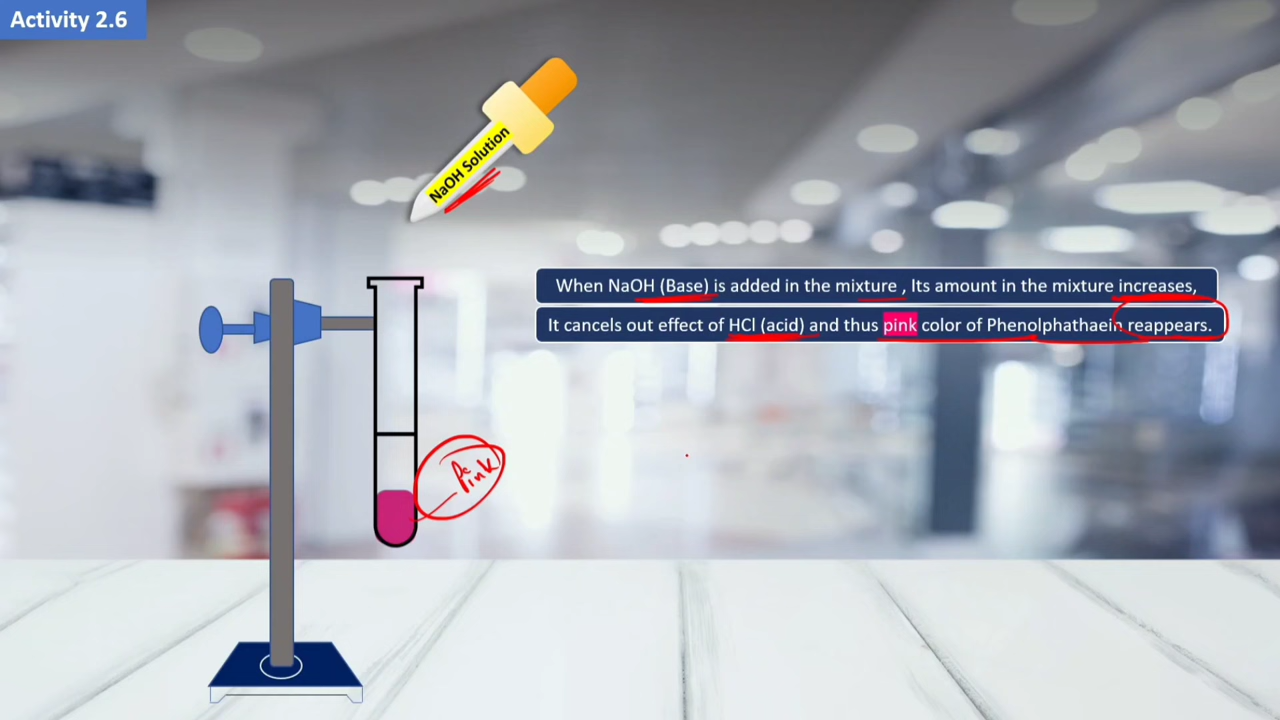 Activity 2.6
NaOH Solution
When NaOH (Base) is added in the mixture , Its amount in the mixture increases,
It cancels out effect of HCl (acid) and thus pink color of Phenolphathaein reappears.
Pink